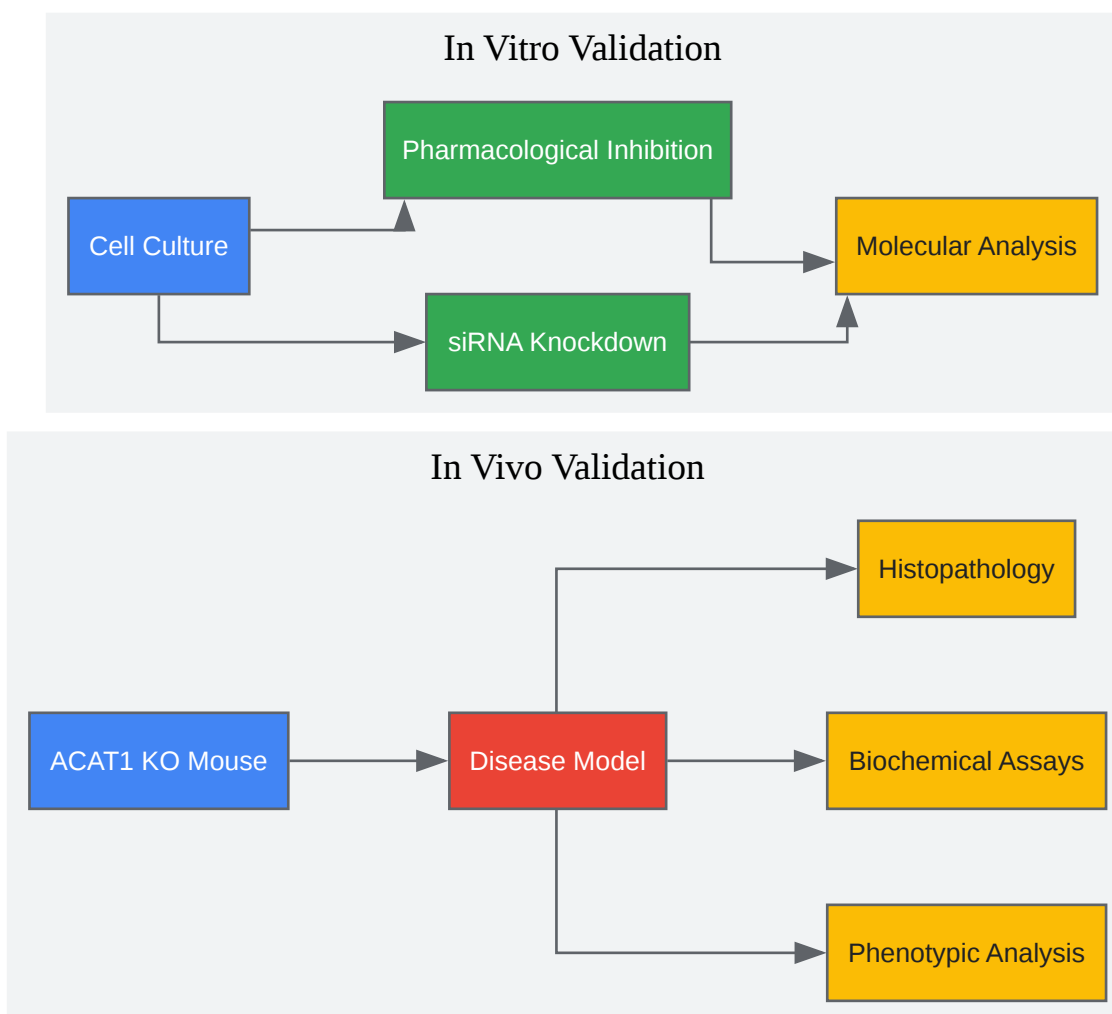 In Vitro Validation
Pharmacological Inhibition
Cell Culture
Molecular Analysis
siRNA Knockdown
In Vivo Validation
Histopathology
ACAT1 KO Mouse
Disease Model
Biochemical Assays
Phenotypic Analysis